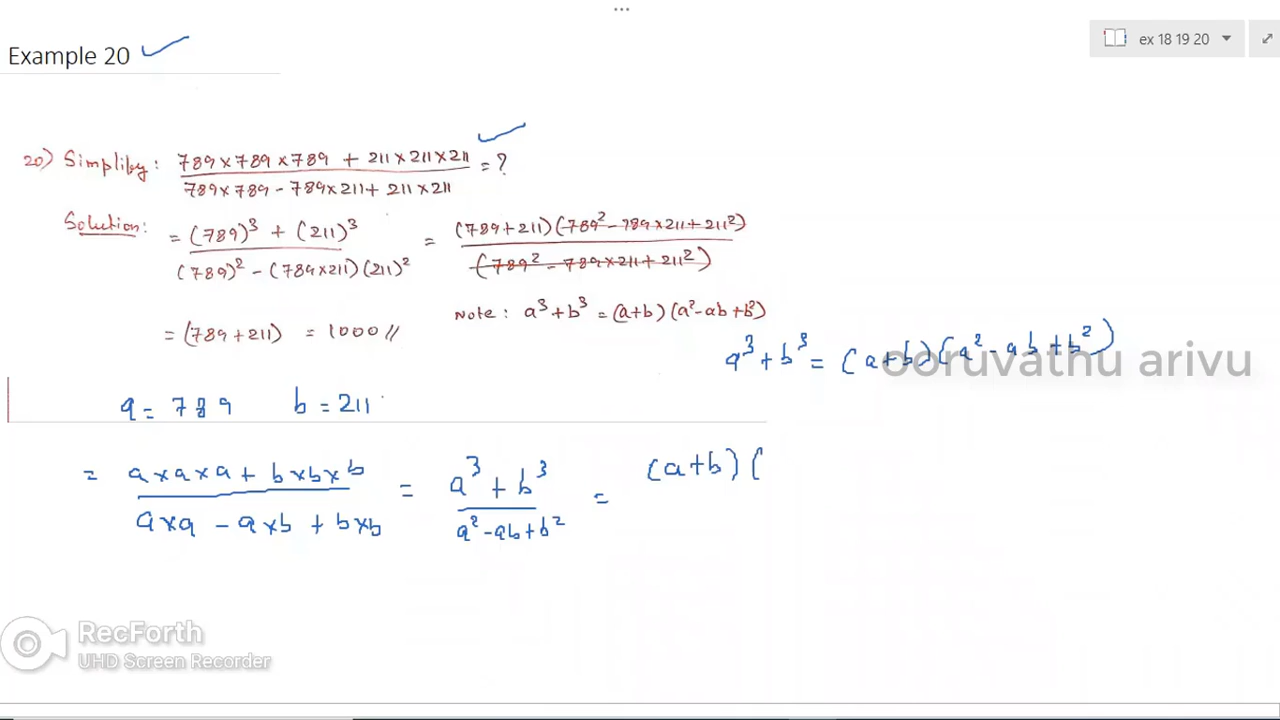 ...
Example 20
ex 18 19 20
20) Simplify: 789×789×789 + 211×211×211 / 789×789 - 789×211 + 211×211 = ?
Solution: = (789)³ + (211)³ / (789)² - (789×211)(211)² = (789+211)(789² - 789×211 + 211²) / (789² - 789×211 + 211²)
= (789+211) = 1000 //
Note: a³+b³ = (a+b)(a²-ab+b²)
a³+b³ = (a+b)(a²-ab+b²)
ooruvathu arivu
a = 789 b = 211
= a×a×a + b×b×b / a×a - a×b + b×b = a³+b³ / a²-ab+b² = (a+b)(
RecForth
UHD Screen Recorder